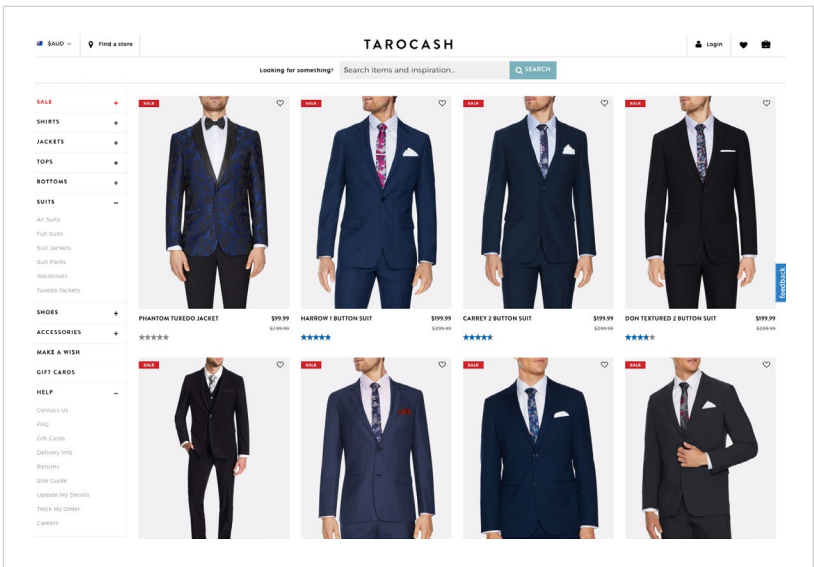 $AUD
Find a store
TAROCASH
Login
Looking for something?
Search items and inspiration...
SEARCH
SALE +
SHIRTS +
JACKETS +
TOPS +
BOTTOMS +
SUITS –
All Suits
Full Suits
Suit Jackets
Suit Pants
Waistcoats
Tuxedo Jackets
SHOES +
ACCESSORIES +
MAKE A WISH
GIFT CARDS
HELP –
Contact Us
FAQ
Gift Cards
Delivery Info
Returns
Size Guide
Update My Details
Track My Order
Careers
SALE
SALE
SALE
SALE
PHANTOM TUXEDO JACKET $99.99
$199.99
HARROW 1 BUTTON SUIT $199.99
$299.99
CARREY 2 BUTTON SUIT $199.99
$299.99
DON TEXTURED 2 BUTTON SUIT $199.99
$299.99
SALE
SALE
SALE
SALE
feedback